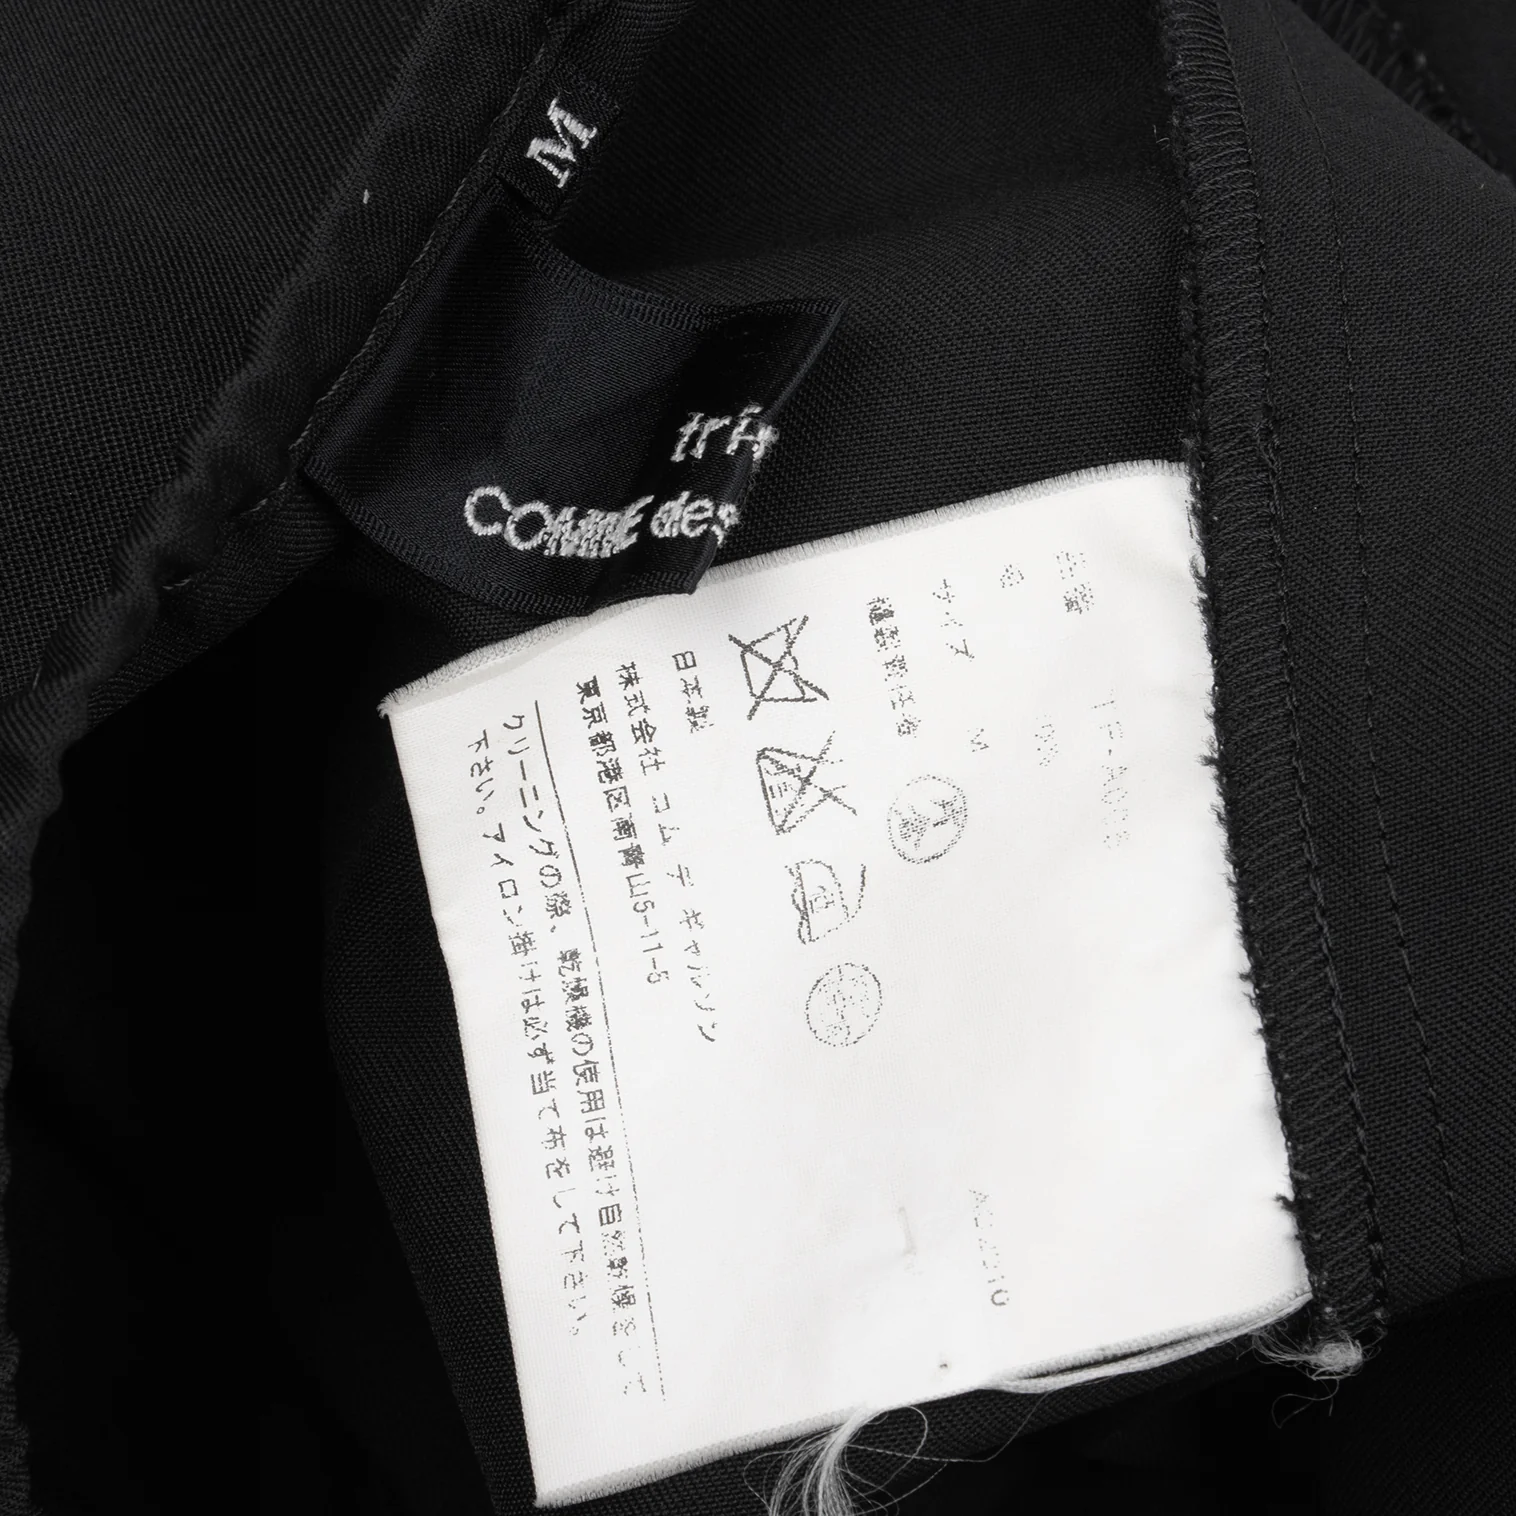 M
COMME des
品番
サイズ M
日本製
株式会社 コム デ ギャルソン
東京都港区南青山5-11-5
クリーニングの際、乾燥機の使用は避け自然乾燥をして
下さい。アイロン掛けは必ず当て布をして下さい。